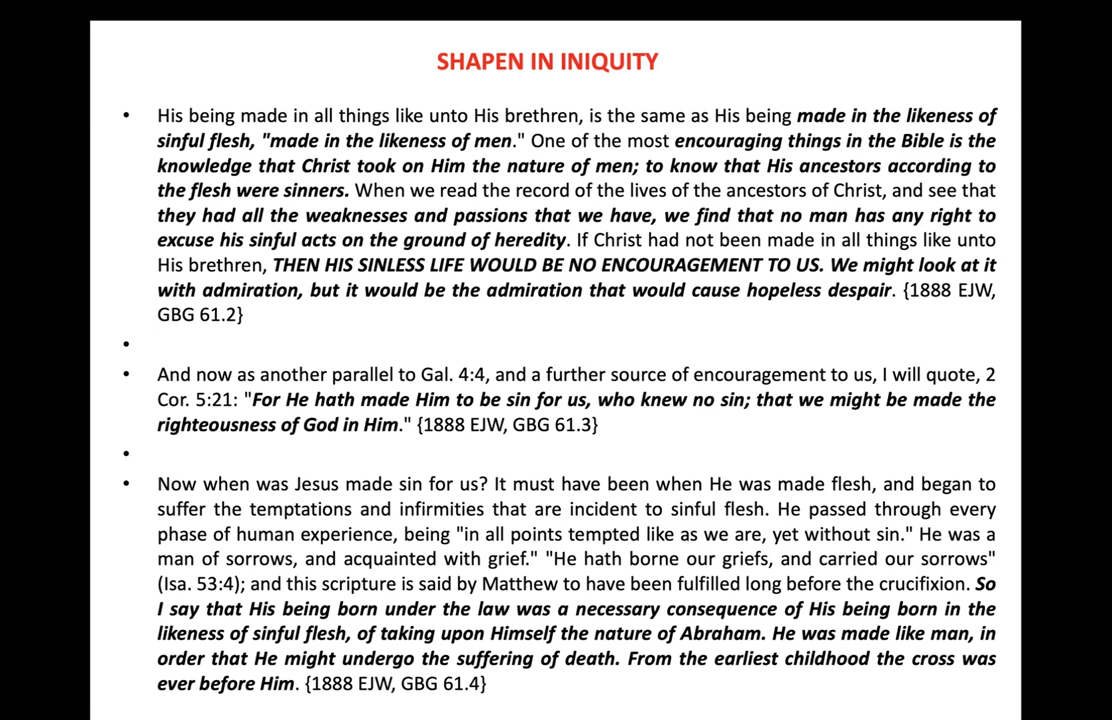 SHAPEN IN INIQUITY
• His being made in all things like unto His brethren, is the same as His being made in the likeness of
sinful flesh, "made in the likeness of men." One of the most encouraging things in the Bible is the
knowledge that Christ took on Him the nature of men; to know that His ancestors according to
the flesh were sinners. When we read the record of the lives of the ancestors of Christ, and see that
they had all the weaknesses and passions that we have, we find that no man has any right to
excuse his sinful acts on the ground of heredity. If Christ had not been made in all things like unto
His brethren, THEN HIS SINLESS LIFE WOULD BE NO ENCOURAGEMENT TO US. We might look at it
with admiration, but it would be the admiration that would cause hopeless despair. {1888 EJW,
GBG 61.2}
•
• And now as another parallel to Gal. 4:4, and a further source of encouragement to us, I will quote, 2
Cor. 5:21: "For He hath made Him to be sin for us, who knew no sin; that we might be made the
righteousness of God in Him." {1888 EJW, GBG 61.3}
•
• Now when was Jesus made sin for us? It must have been when He was made flesh, and began to
suffer the temptations and infirmities that are incident to sinful flesh. He passed through every
phase of human experience, being "in all points tempted like as we are, yet without sin." He was a
man of sorrows, and acquainted with grief." "He hath borne our griefs, and carried our sorrows"
(Isa. 53:4); and this scripture is said by Matthew to have been fulfilled long before the crucifixion. So
I say that His being born under the law was a necessary consequence of His being born in the
likeness of sinful flesh, of taking upon Himself the nature of Abraham. He was made like man, in
order that He might undergo the suffering of death. From the earliest childhood the cross was
ever before Him. {1888 EJW, GBG 61.4}